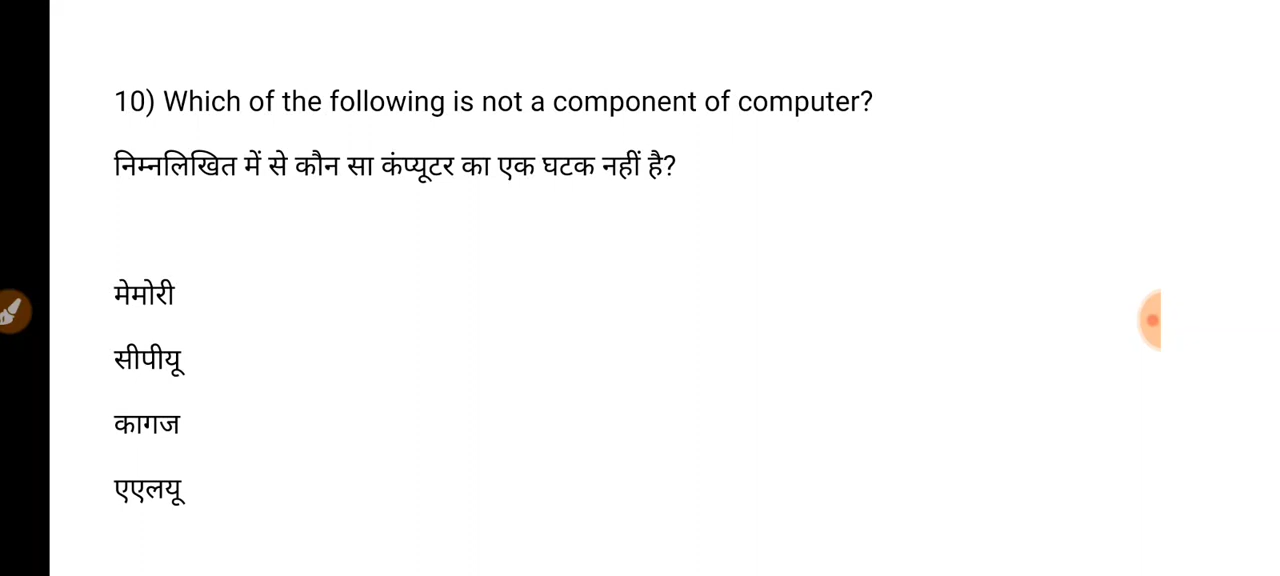 10) Which of the following is not a component of computer?
निम्नलिखित में से कौन सा कंप्यूटर का एक घटक नहीं है?
मेमोरी
सीपीयू
कागज
एएलयू